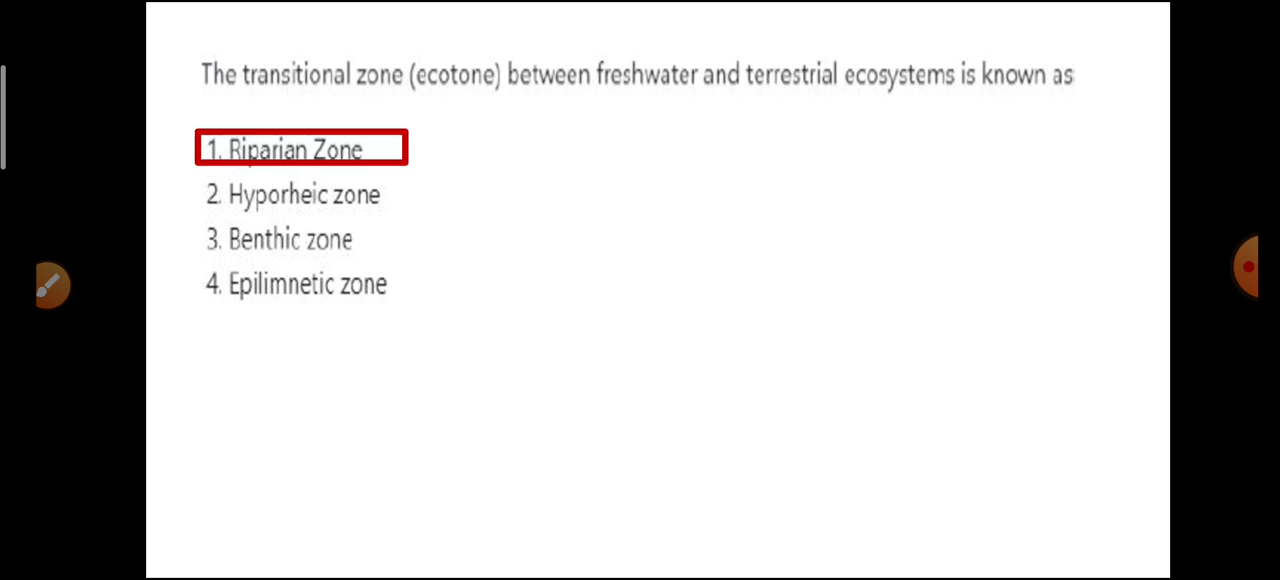 The transitional zone (ecotone) between freshwater and terrestrial ecosystems is known as
1. Riparian Zone
2. Hyporheic zone
3. Benthic zone
4. Epilimnetic zone